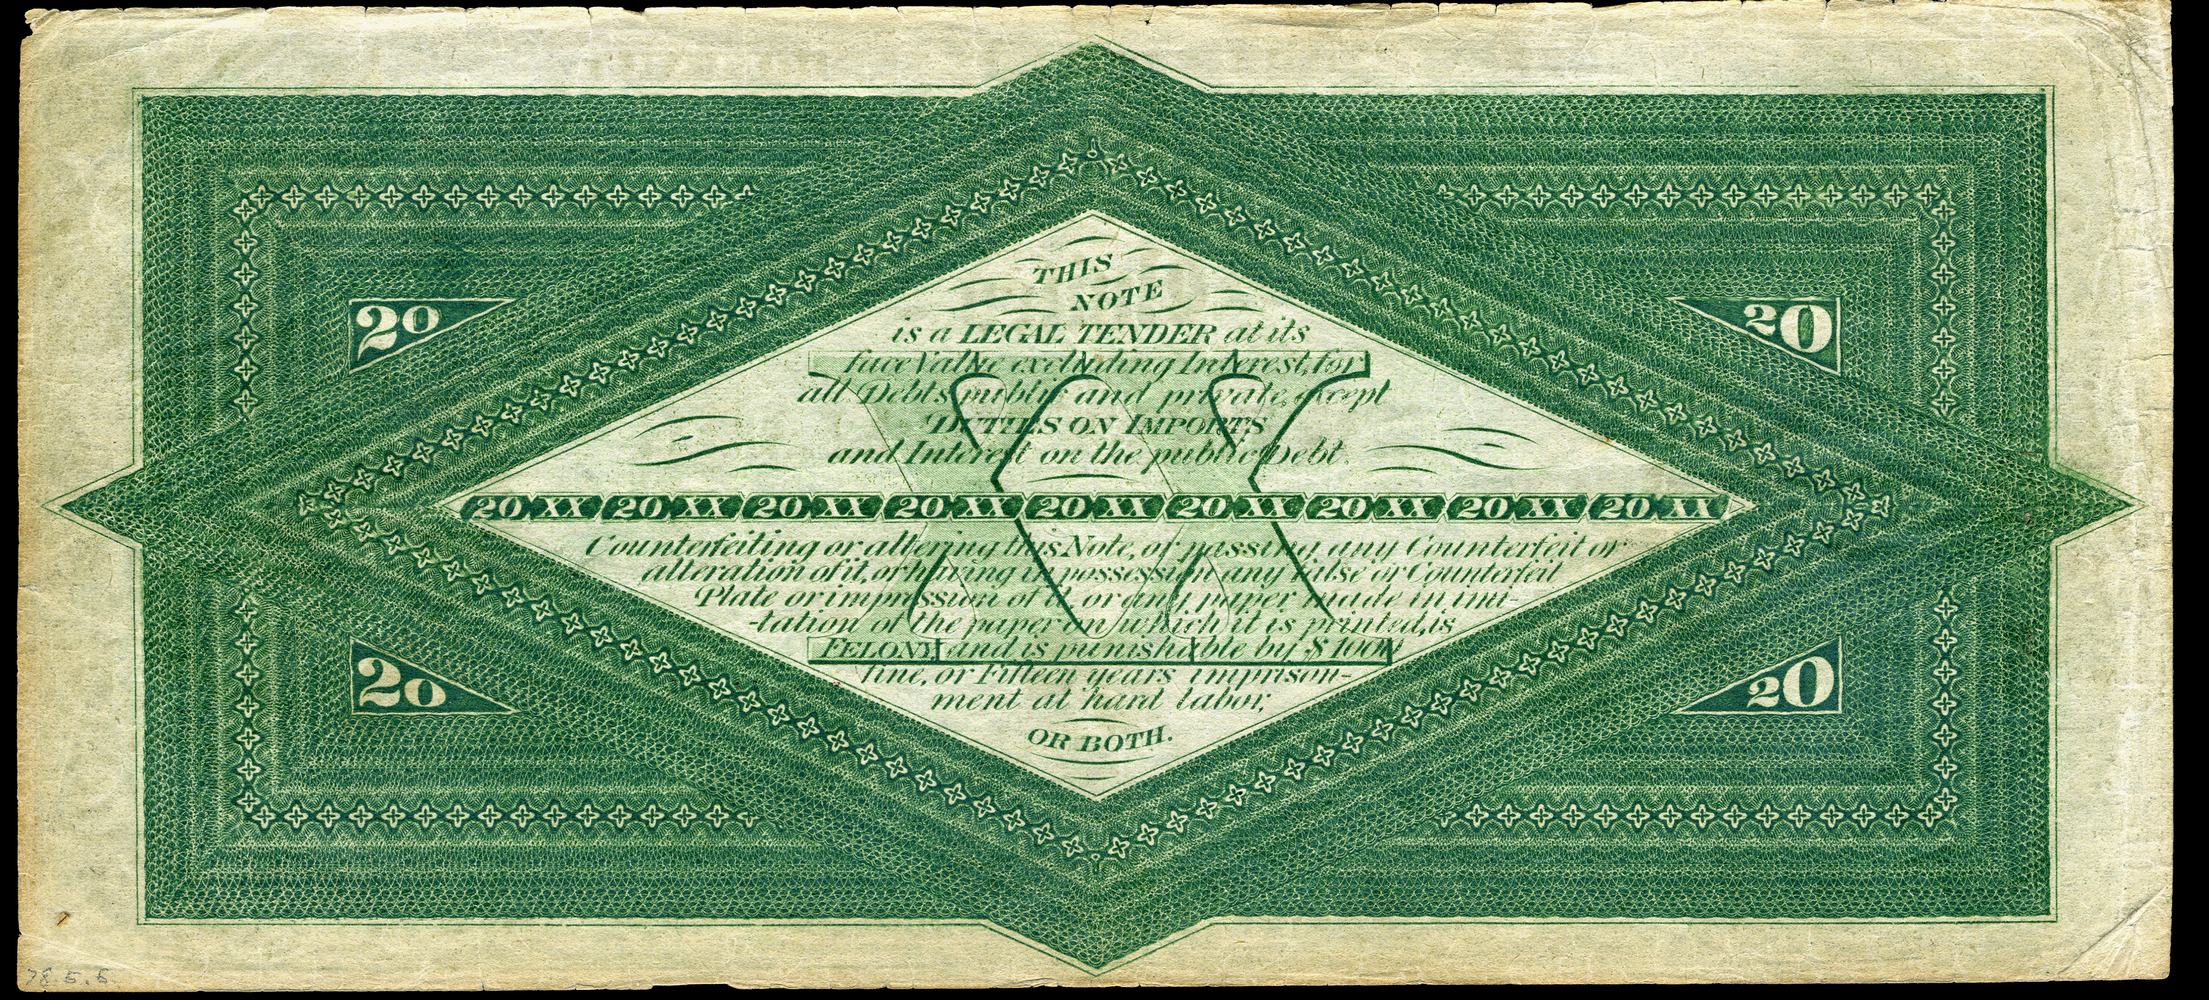 THIS
NOTE
is a LEGAL TENDER at its
20
20
face Value excluding Interest, for
all Debts public and private, except
DUTIES ON IMPORTS
and Interest on the public Debt.
XX
20 XX 20 XX 20 XX 20 XX 20 XX 20 XX 20 XX 20 XX 20 XX
Counterfeiting or altering this Note, or passing any Counterfeit or
alteration of it, or having in possession any false or Counterfeit
Plate or impression of it, or any paper made in imi-
-tation of the paper on which it is printed, is
FELONY and is punishable by $1000
20
20
fine, or Fifteen years imprison-
ment at hard labor,
OR BOTH.
78.5.5